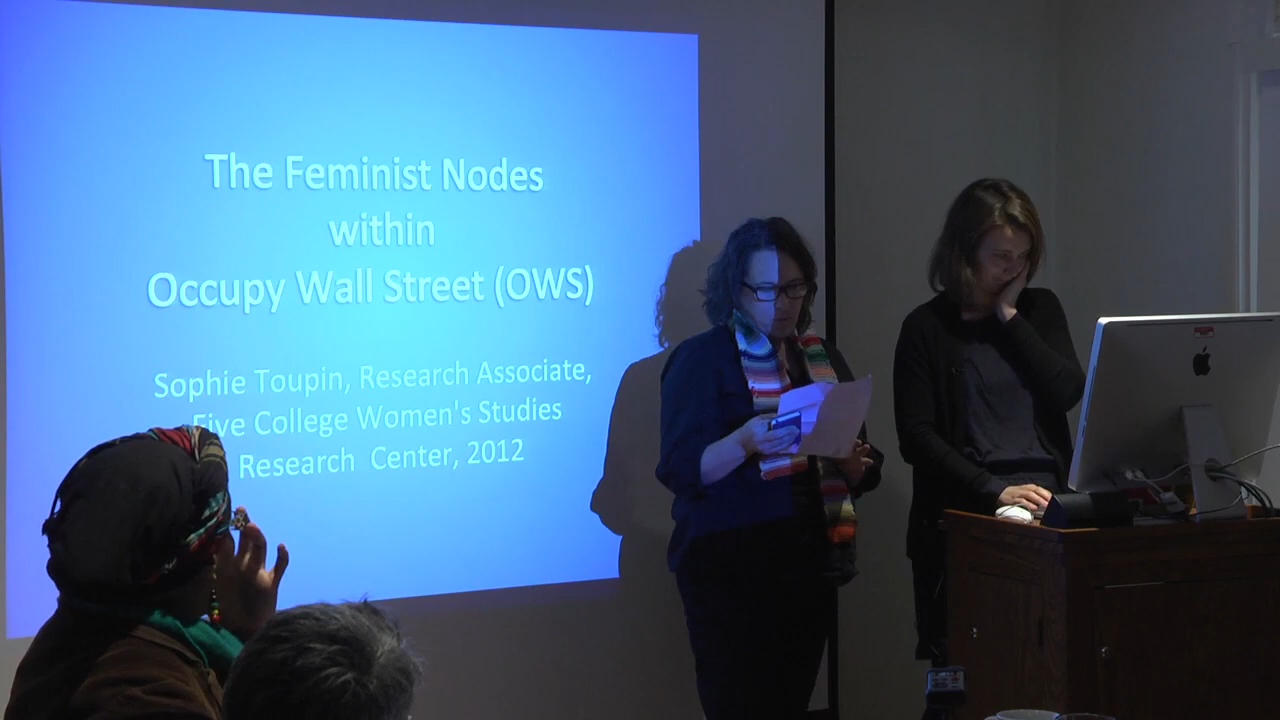 The Feminist Nodes
within
Occupy Wall Street (OWS)
Sophie Toupin, Research Associate,
Five College Women's Studies
Research Center, 2012